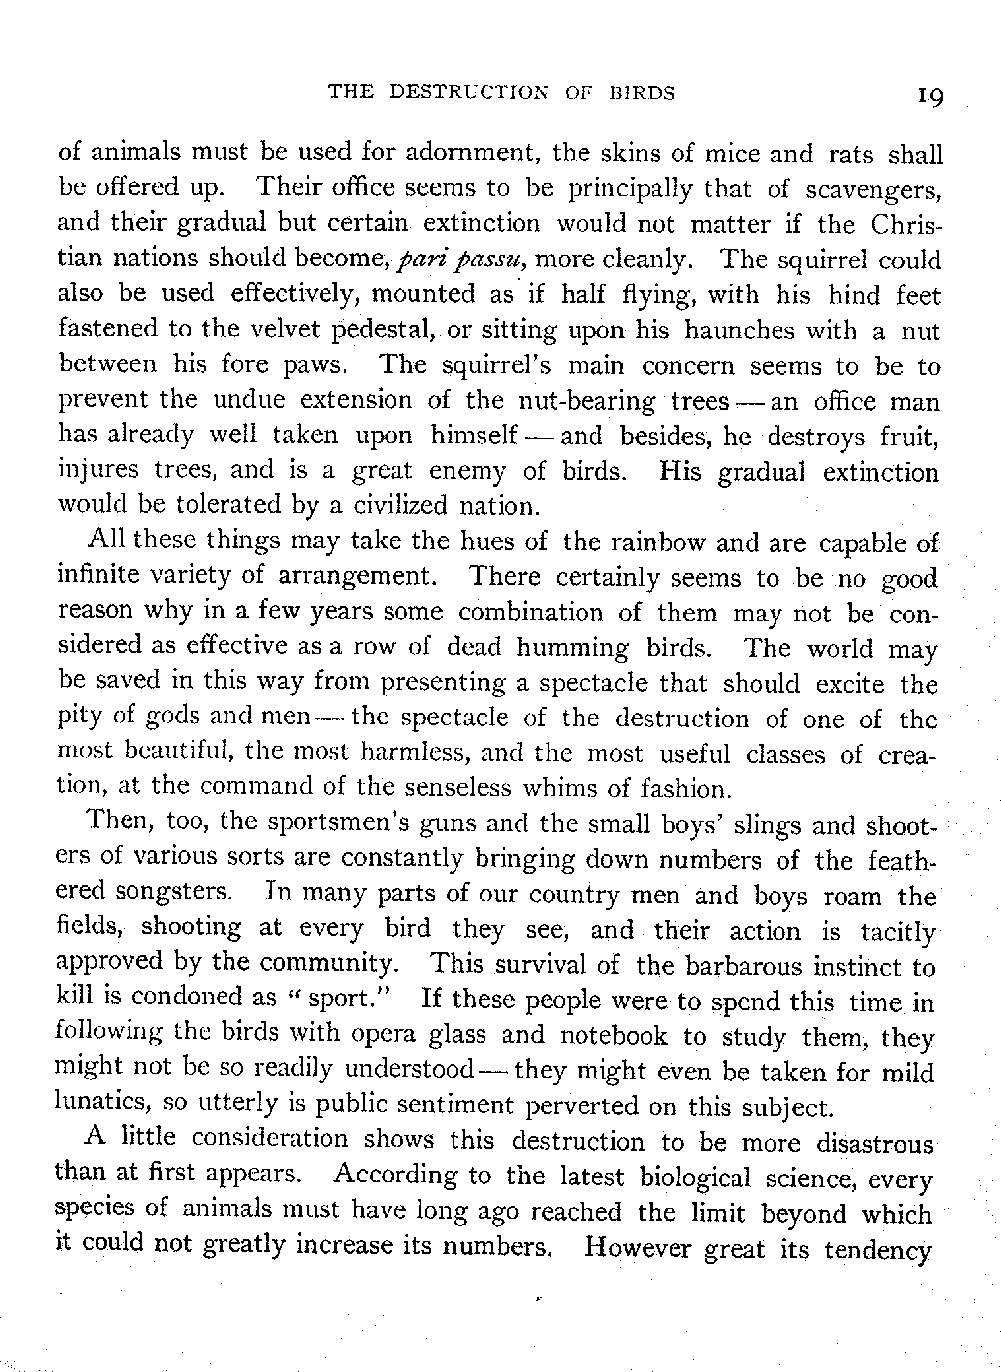 THE DESTRUCTION OF BIRDS 19
of animals must be used for adornment, the skins of mice and rats shall
be offered up. Their office seems to be principally that of scavengers,
and their gradual but certain extinction would not matter if the Chris-
tian nations should become, pari passu, more cleanly. The squirrel could
also be used effectively, mounted as if half flying, with his hind feet
fastened to the velvet pedestal, or sitting upon his haunches with a nut
between his fore paws. The squirrel's main concern seems to be to
prevent the undue extension of the nut-bearing trees — an office man
has already well taken upon himself — and besides, he destroys fruit,
injures trees, and is a great enemy of birds. His gradual extinction
would be tolerated by a civilized nation.
All these things may take the hues of the rainbow and are capable of
infinite variety of arrangement. There certainly seems to be no good
reason why in a few years some combination of them may not be con-
sidered as effective as a row of dead humming birds. The world may
be saved in this way from presenting a spectacle that should excite the
pity of gods and men — the spectacle of the destruction of one of the
most beautiful, the most harmless, and the most useful classes of crea-
tion, at the command of the senseless whims of fashion.
Then, too, the sportsmen's guns and the small boys' slings and shoot-
ers of various sorts are constantly bringing down numbers of the feath-
ered songsters. In many parts of our country men and boys roam the
fields, shooting at every bird they see, and their action is tacitly
approved by the community. This survival of the barbarous instinct to
kill is condoned as "sport." If these people were to spend this time in
following the birds with opera glass and notebook to study them, they
might not be so readily understood — they might even be taken for mild
lunatics, so utterly is public sentiment perverted on this subject.
A little consideration shows this destruction to be more disastrous
than at first appears. According to the latest biological science, every
species of animals must have long ago reached the limit beyond which
it could not greatly increase its numbers. However great its tendency